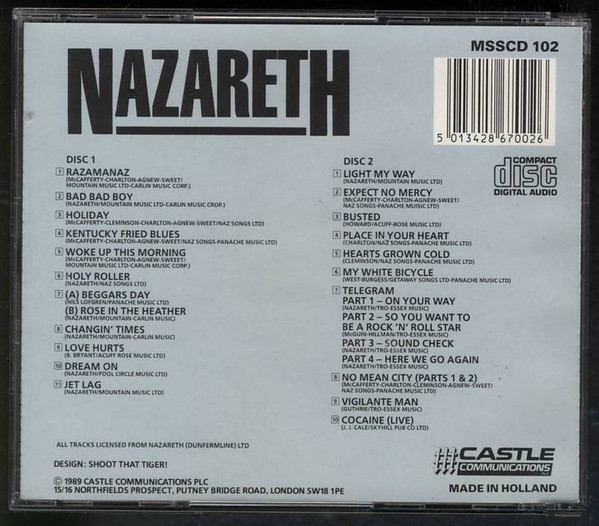 NAZARETH
MSSCD 102
5 013428 670026
COMPACT
disc
DIGITAL AUDIO
DISC 1
1 RAZAMANAZ
(McCAFFERTY-CHARLTON-AGNEW-SWEET/
MOUNTAIN MUSIC LTD-CARLIN MUSIC CORP.)
2 BAD BAD BOY
(NAZARETH/MOUNTAIN MUSIC LTD-CARLIN MUSIC CROP.)
3 HOLIDAY
(McCAFFERTY-CLEMINSON-CHARLTON-AGNEW-SWEET/NAZ SONGS LTD)
4 KENTUCKY FRIED BLUES
(McCAFFERTY-CHARLTON-AGNEW-SWEET/NAZ SONGS-PANACHE MUSIC LTD)
5 WOKE UP THIS MORNING
(McCAFFERTY-CHARLTON-AGNEW-SWEET/
MOUNTAIN MUSIC LTD-CARLIN MUSIC CORP.)
6 HOLY ROLLER
(NAZARETH/NAZ SONGS LTD)
7 (A) BEGGARS DAY
(NILS LOFGREN/PANACHE MUSIC LTD)
(B) ROSE IN THE HEATHER
(NAZARETH/MOUNTAIN-CARLIN MUSIC)
8 CHANGIN' TIMES
(NAZARETH/MOUNTAIN-CARLIN MUSIC)
9 LOVE HURTS
(B. BRYANT/ACUFF ROSE MUSIC LTD)
10 DREAM ON
(NAZARETH/FOOL CIRCLE MUSIC LTD)
11 JET LAG
(NAZARETH/MOUNTAIN MUSIC LTD)
DISC 2
1 LIGHT MY WAY
(NAZARETH/MOUNTAIN MUSIC LTD)
2 EXPECT NO MERCY
(McCAFFERTY-CHARLTON-AGNEW-SWEET/
NAZ SONGS-PANACHE MUSIC LTD)
3 BUSTED
(HOWARD/ACUFF-ROSE MUSIC LTD)
4 PLACE IN YOUR HEART
(CHARLTON/NAZ SONGS-PANACHE MUSIC LTD)
5 HEARTS GROWN COLD
(CLEMINSON/NAZ SONGS-PANACHE MUSIC LTD)
6 MY WHITE BICYCLE
(WEST-BURGESS/GETAWAY SONGS LTD-PANACHE MUSIC LTD)
7 TELEGRAM
PART 1 – ON YOUR WAY
(NAZARETH/TRO-ESSEX MUSIC LTD)
PART 2 – SO YOU WANT TO
BE A ROCK 'N' ROLL STAR
(McGUIN-HILLMAN/TRO-ESSEX MUSIC)
PART 3 – SOUND CHECK
(NAZARETH/TRO-ESSEX MUSIC)
PART 4 – HERE WE GO AGAIN
(NAZARETH/TRO-ESSEX MUSIC LTD)
8 NO MEAN CITY (PARTS 1 & 2)
(McCAFFERTY-CHARLTON-CLEMINSON-AGNEW-SWEET/
NAZ SONGS-PANACHE MUSIC LTD)
9 VIGILANTE MAN
(GUTHRIE/TRO-ESSEX MUSIC)
10 COCAINE (LIVE)
(J. J. CALE/SKYHILL PUB CO LTD)
ALL TRACKS LICENSED FROM NAZARETH (DUNFERMLINE) LTD
DESIGN: SHOOT THAT TIGER!
© 1989 CASTLE COMMUNICATIONS PLC
15/16 NORTHFIELDS PROSPECT, PUTNEY BRIDGE ROAD, LONDON SW18 1PE
CASTLE
COMMUNICATIONS
PLC
MADE IN HOLLAND